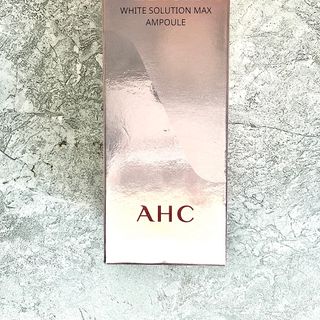 WHITE SOLUTION MAX
AMPOULE
AHC